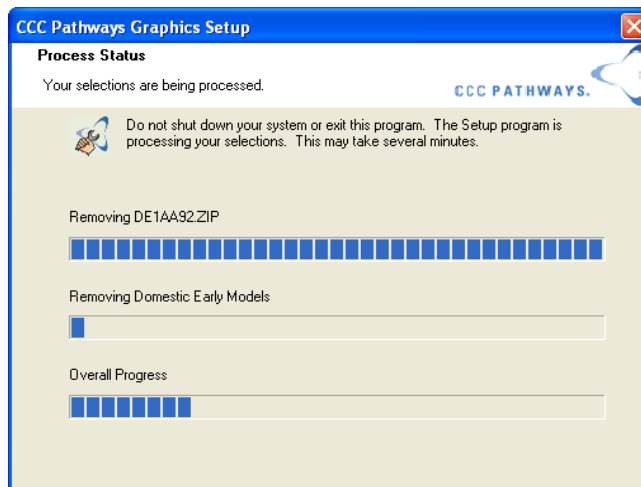 CCC Pathways Graphics Setup
Process Status
Your selections are being processed.
CCC PATHWAYS.
Do not shut down your system or exit this program. The Setup program is
processing your selections. This may take several minutes.
Removing DE1AA92.ZIP
Removing Domestic Early Models
Overall Progress